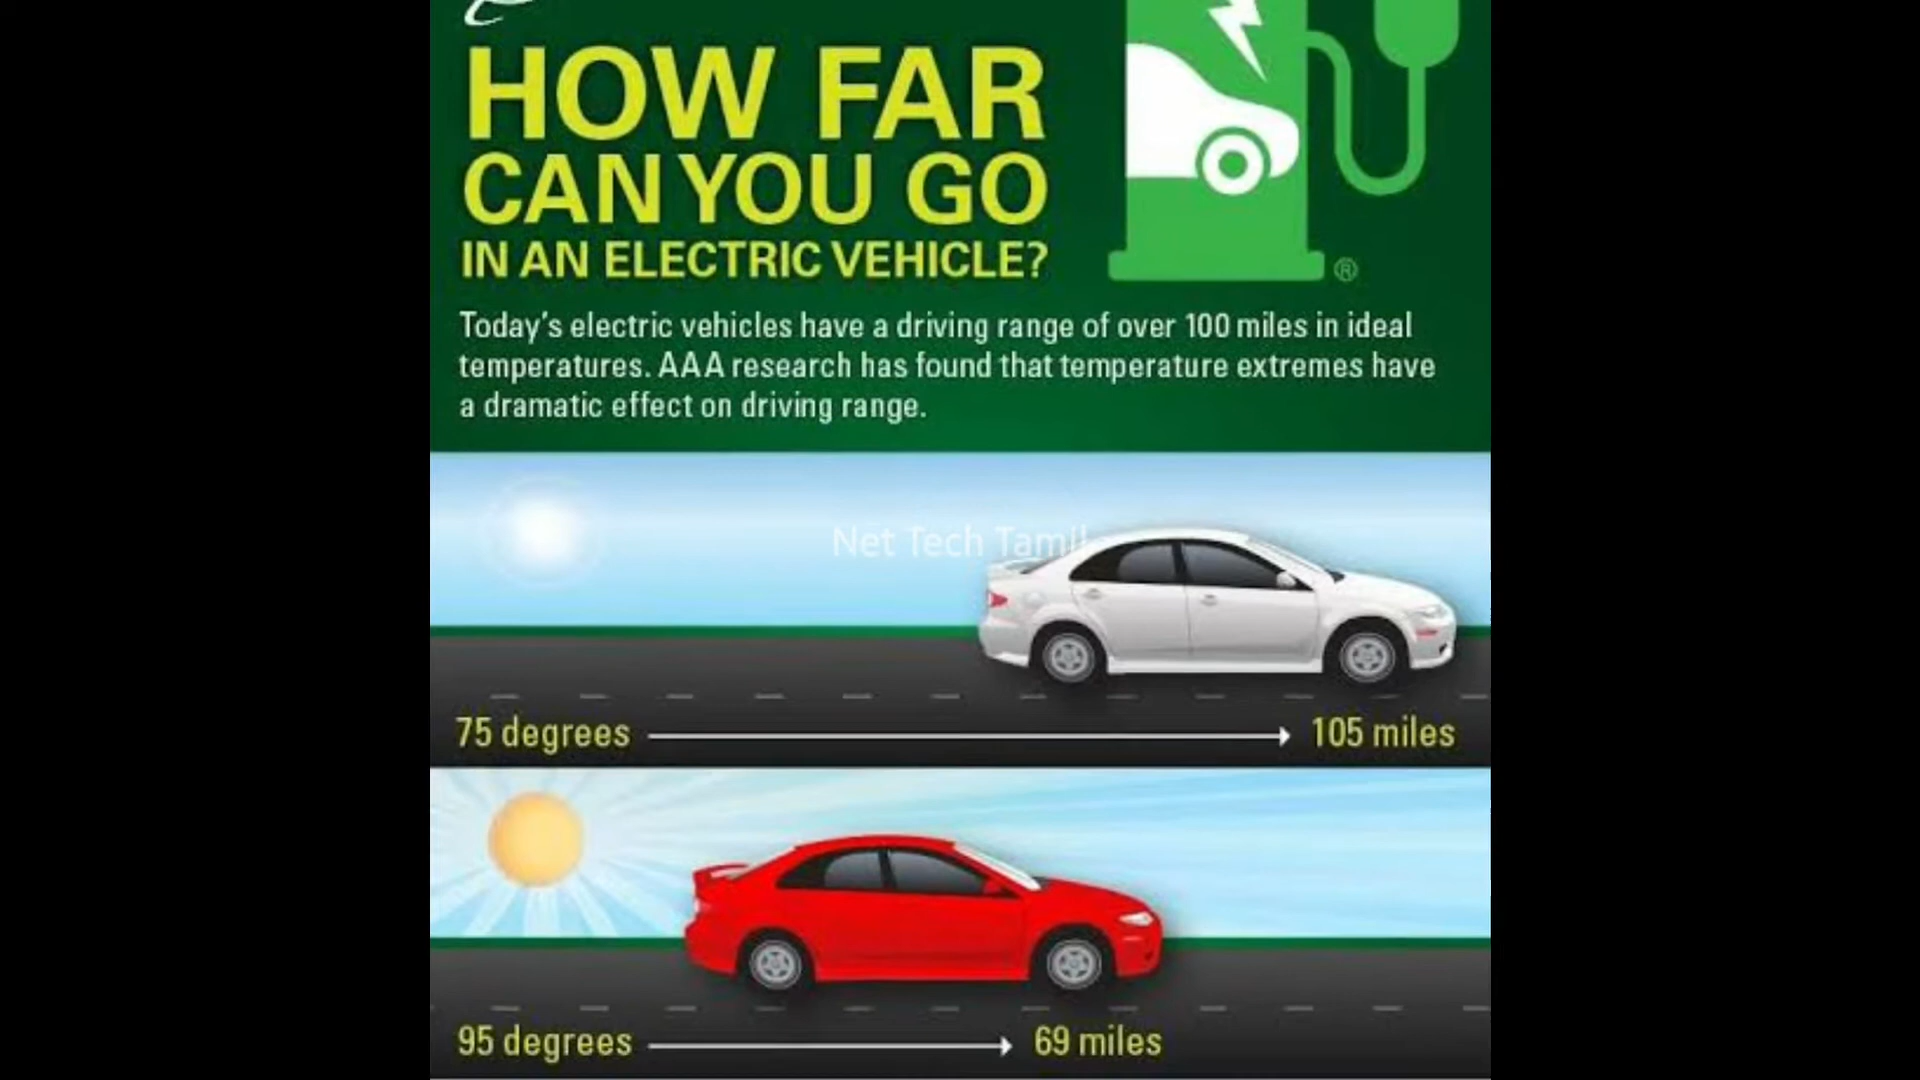 HOW FAR
CAN YOU GO
IN AN ELECTRIC VEHICLE?
®
Today's electric vehicles have a driving range of over 100 miles in ideal
temperatures. AAA research has found that temperature extremes have
a dramatic effect on driving range.
Net Tech Tamil
75 degrees
105 miles
95 degrees
69 miles